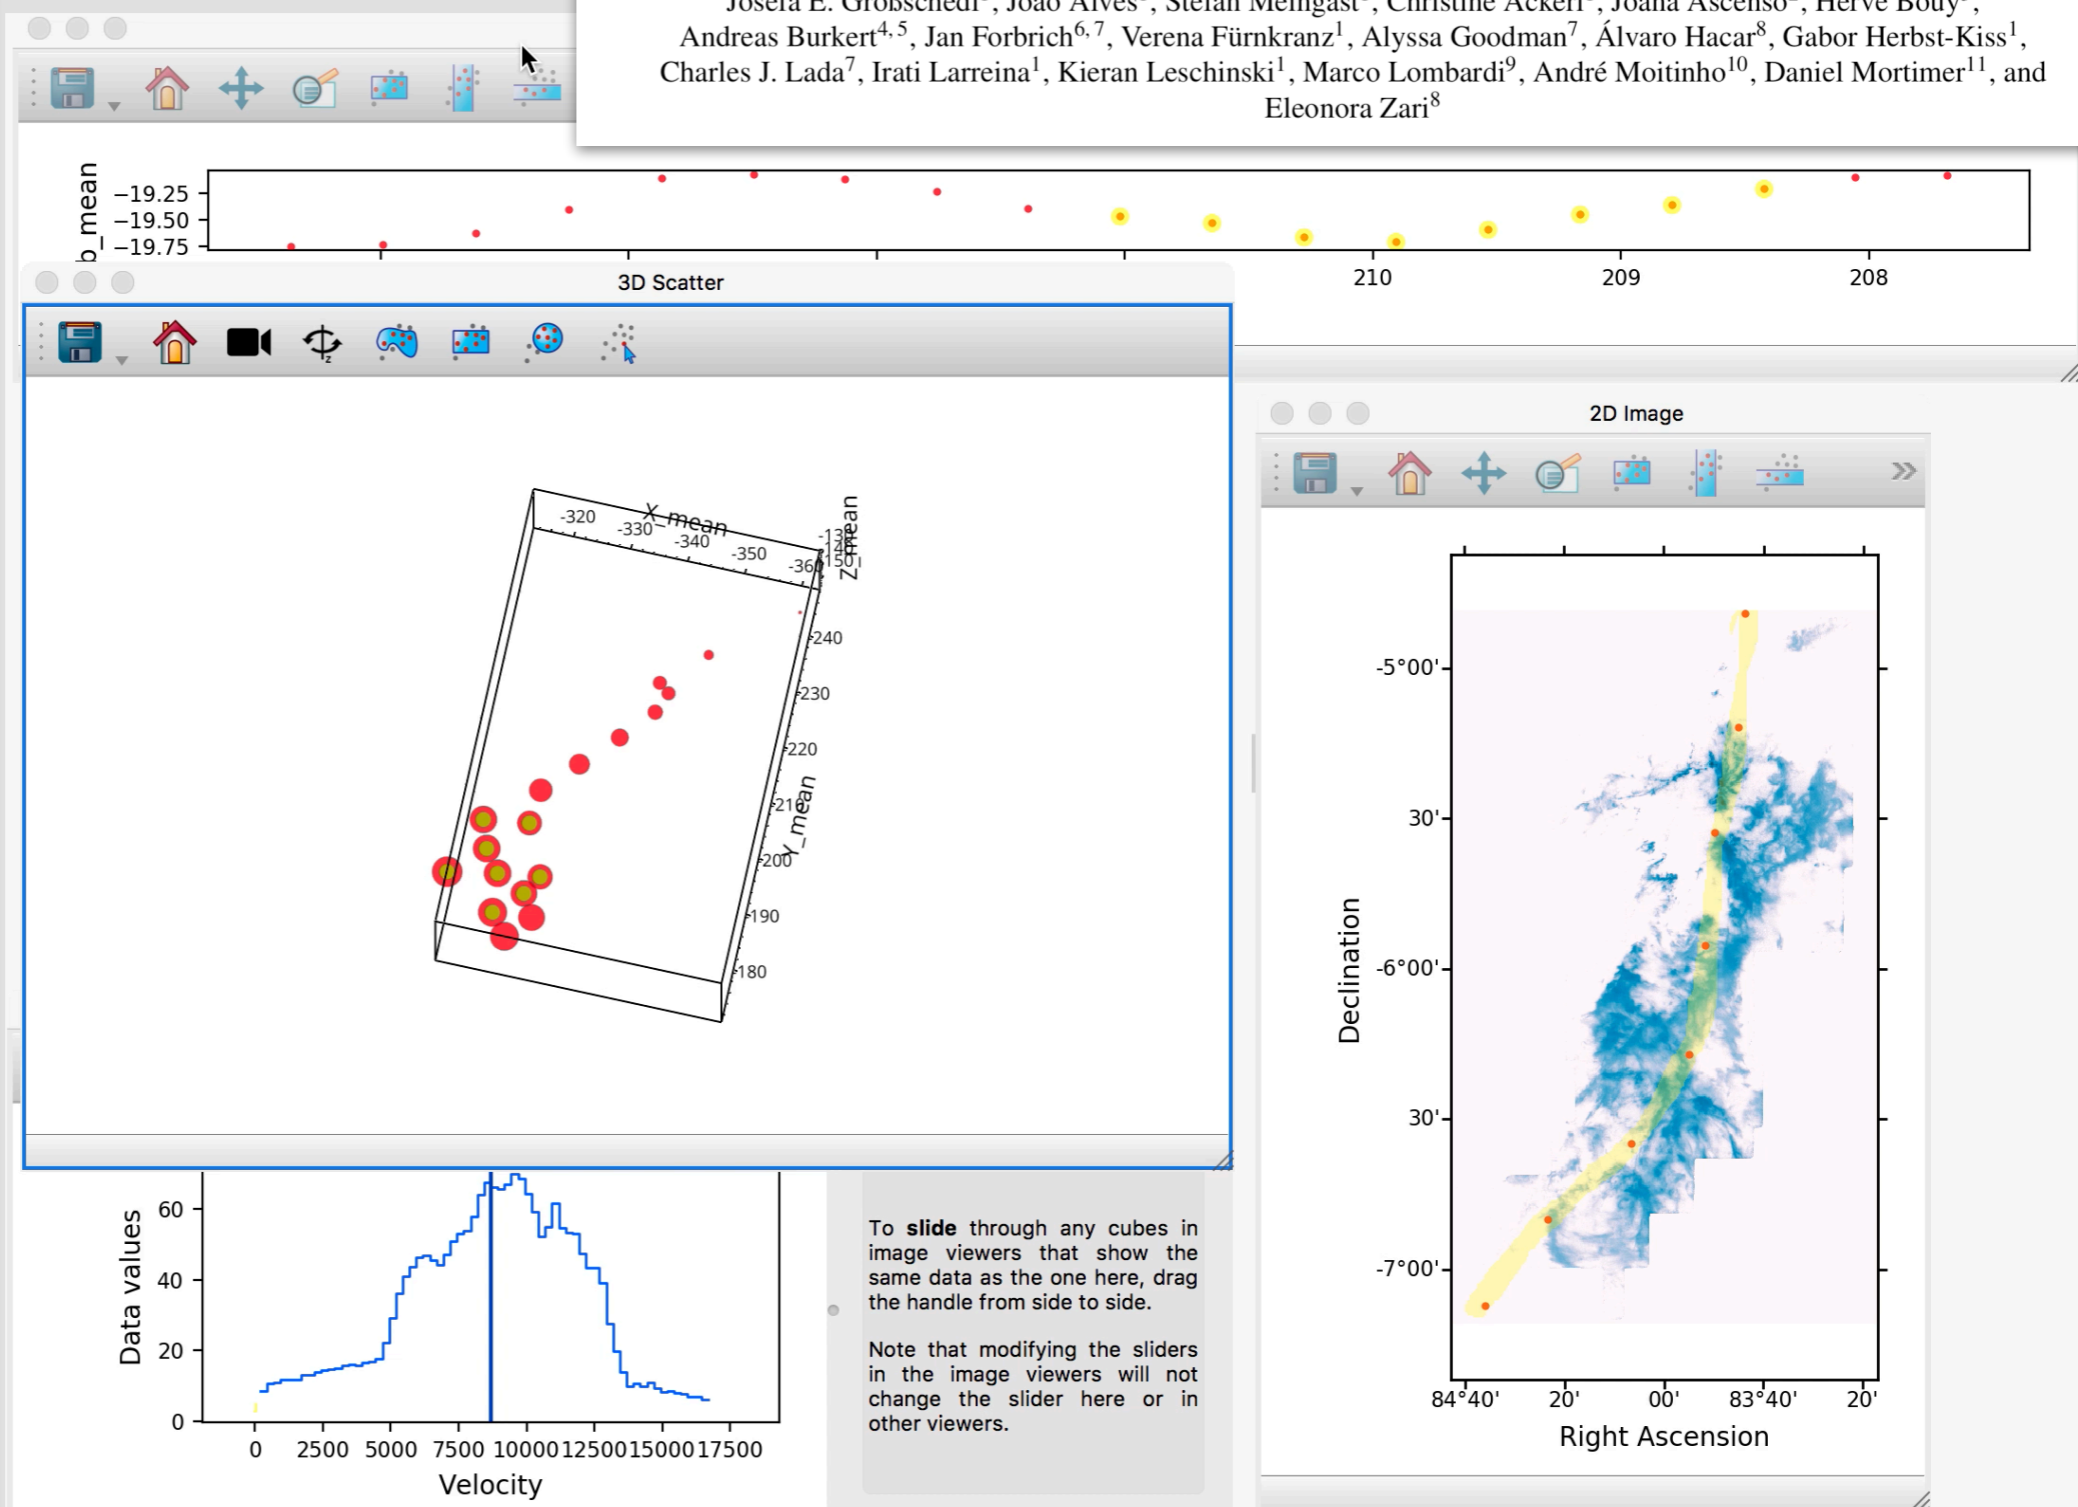 Josefa E. Großschedl¹, João Alves¹, Stefan Meingast¹, Christine Ackerl¹, Joana Ascenso², Hervé Bouy³,
Andreas Burkert⁴,⁵, Jan Forbrich⁶,⁷, Verena Fürnkranz¹, Alyssa Goodman⁷, Álvaro Hacar⁸, Gabor Herbst-Kiss¹,
Charles J. Lada⁷, Irati Larreina¹, Kieran Leschinski¹, Marco Lombardi⁹, André Moitinho¹⁰, Daniel Mortimer¹¹, and
Eleonora Zari⁸
b_mean
−19.25
−19.50
−19.75
210 209 208
3D Scatter
z
X_mean
-320 -330 -340 -350 -360
Z_mean
-240
-230
-220
-210
-200
-190
-180
Y_mean
2D Image
Declination
-5°00'
30'
-6°00'
30'
-7°00'
84°40' 20' 00' 83°40' 20'
Right Ascension
Data values
60
40
20
0
0 2500 5000 7500 10000 12500 15000 17500
Velocity
To slide through any cubes in
image viewers that show the
same data as the one here, drag
the handle from side to side.
Note that modifying the sliders
in the image viewers will not
change the slider here or in
other viewers.